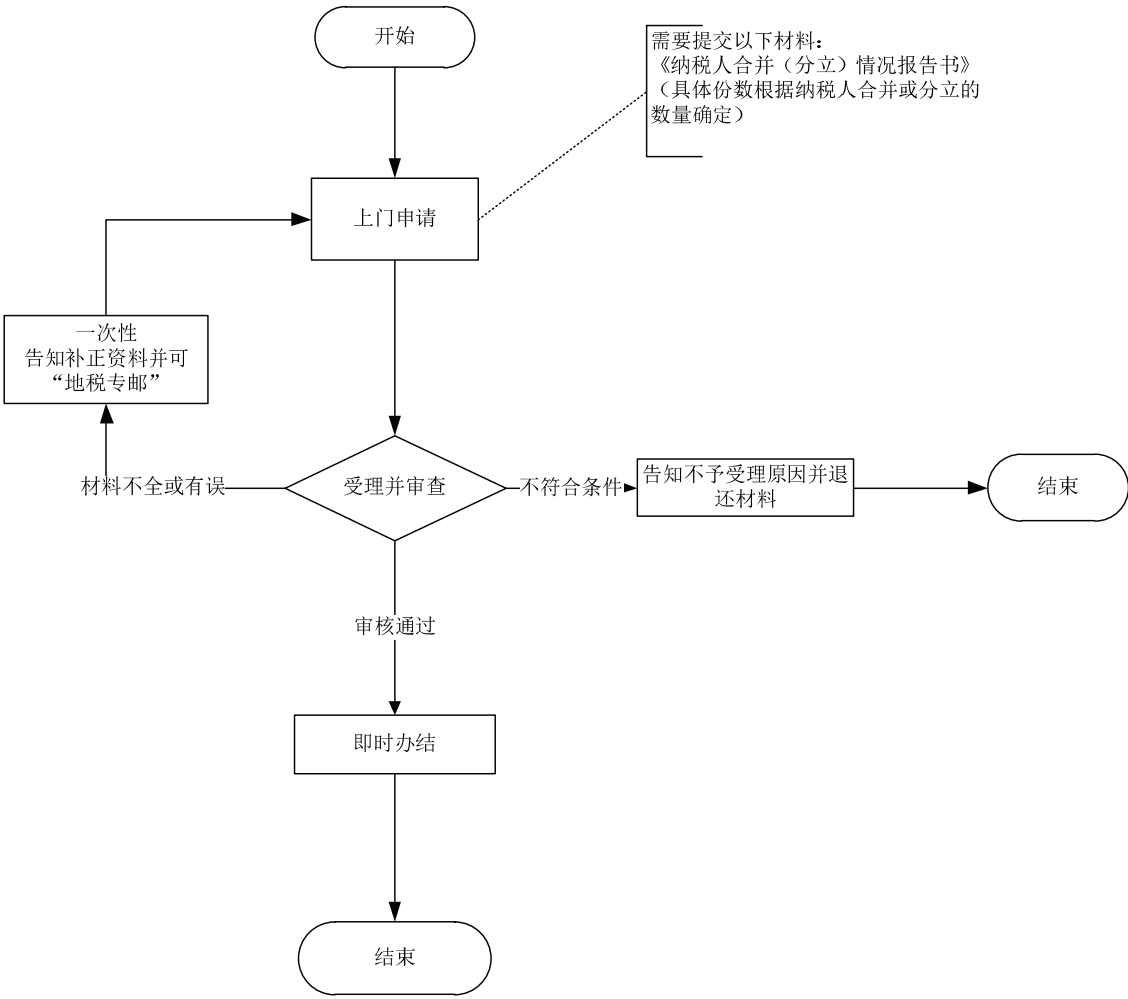 开始
需要提交以下材料：
《纳税人合并（分立）情况报告书》
（具体份数根据纳税人合并或分立的
数量确定）
上门申请
一次性
告知补正资料并可
“地税专邮”
材料不全或有误
受理并审查
不符合条件
告知不予受理原因并退
还材料
结束
审核通过
即时办结
结束